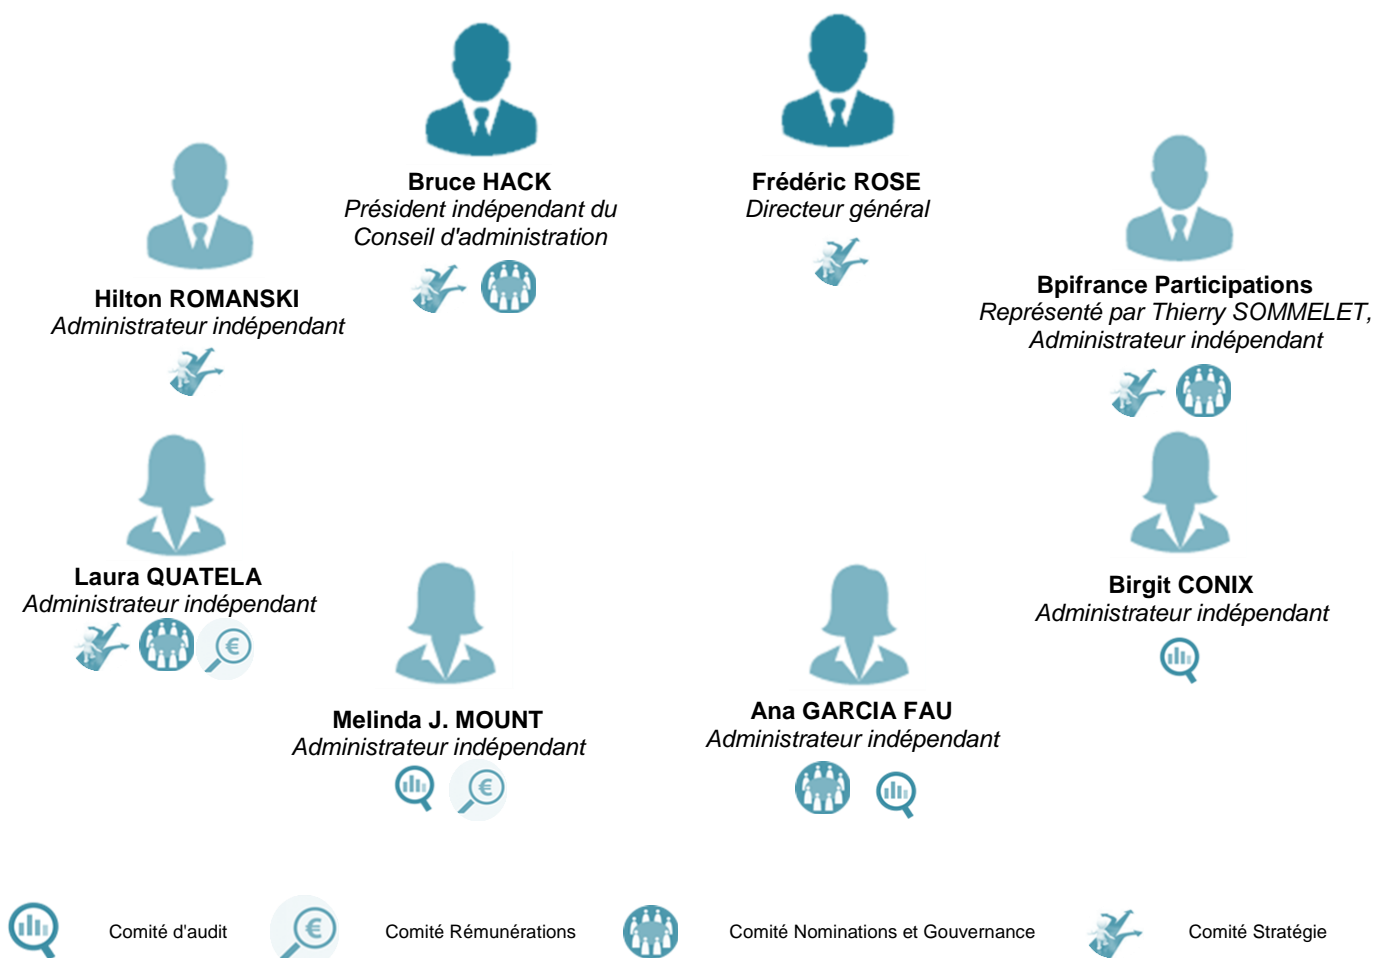 Bruce HACK
Président indépendant du
Conseil d'administration
Frédéric ROSE
Directeur général
Hilton ROMANSKI
Administrateur indépendant
Bpifrance Participations
Représenté par Thierry SOMMELET,
Administrateur indépendant
Laura QUATELA
Administrateur indépendant
€
Birgit CONIX
Administrateur indépendant
Melinda J. MOUNT
Administrateur indépendant
€
Ana GARCIA FAU
Administrateur indépendant
Comité d'audit
€
Comité Rémunérations
Comité Nominations et Gouvernance
Comité Stratégie